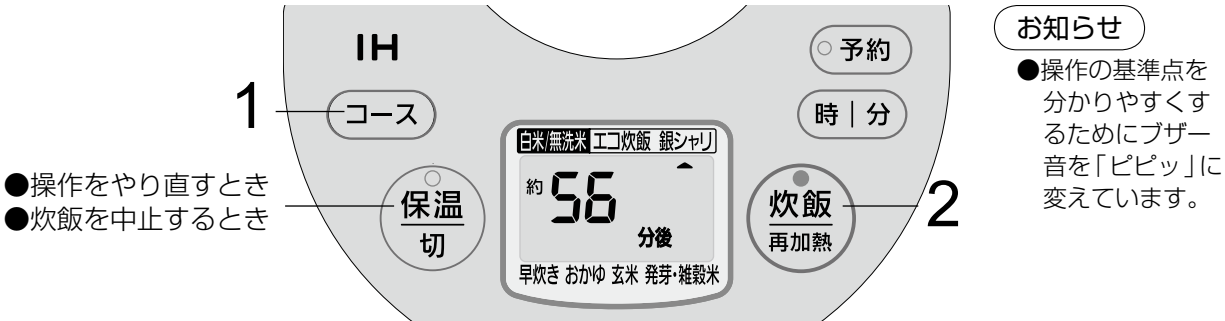 IH
予約
1
コース
時|分
白米/無洗米 エコ炊飯 銀シャリ
約56
分後
早炊き おかゆ 玄米 発芽・雑穀米
●操作をやり直すとき
●炊飯を中止するとき
保温
切
炊飯
再加熱
2
お知らせ
●操作の基準点を
分かりやすくす
るためにブザー
音を「ピピッ」に
変えています。